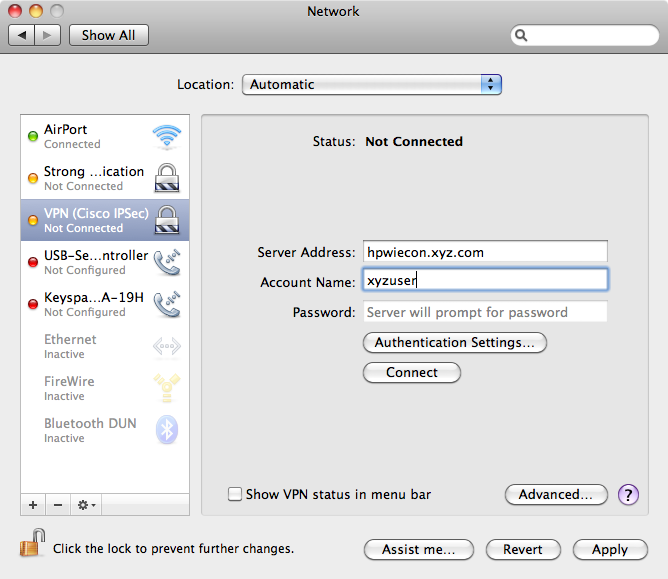 Network
Show All
Location: Automatic
AirPort
Connected
Strong ...ication
Not Connected
VPN (Cisco IPSec)
Not Connected
USB-Se...ntroller
Not Configured
Keyspa...A-19H
Not Configured
Ethernet
Inactive
FireWire
Inactive
Bluetooth DUN
Inactive
Status: Not Connected
Server Address: hpwiecon.xyz.com
Account Name: xyzuser
Password: Server will prompt for password
Authentication Settings...
Connect
Show VPN status in menu bar
Advanced...
?
Click the lock to prevent further changes.
Assist me...
Revert
Apply